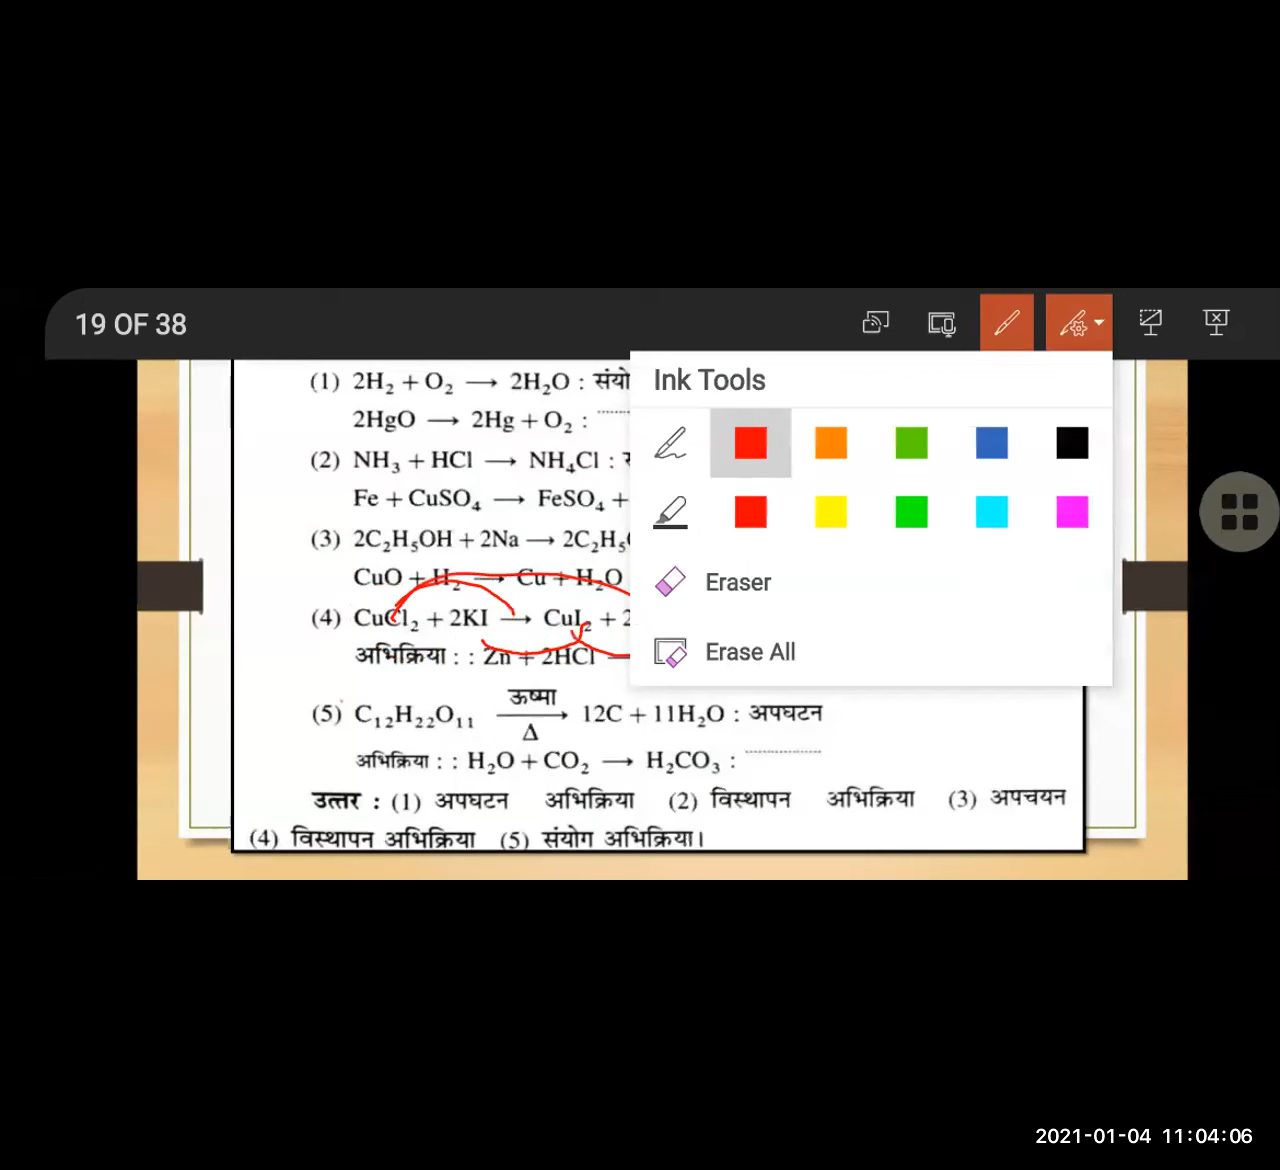 19 OF 38
Ink Tools
Eraser
Erase All
(1) 2H₂ + O₂ ⟶ 2H₂O : संयो
2HgO ⟶ 2Hg + O₂ : ............
(2) NH₃ + HCl ⟶ NH₄Cl :
Fe + CuSO₄ ⟶ FeSO₄ +
(3) 2C₂H₅OH + 2Na ⟶ 2C₂H₅
CuO + H₂ ⟶ Cu + H₂O
(4) CuCl₂ + 2KI ⟶ CuI₂ + 2
अभिक्रिया : : Zn + 2HCl ⟶
ऊष्मा
(5) C₁₂H₂₂O₁₁ ⟶ 12C + 11H₂O : अपघटन
Δ
अभिक्रिया : : H₂O + CO₂ ⟶ H₂CO₃ : ............
उत्तर : (1) अपघटन अभिक्रिया (2) विस्थापन अभिक्रिया (3) अपचयन
(4) विस्थापन अभिक्रिया (5) संयोग अभिक्रिया।
2021-01-04 11:04:06